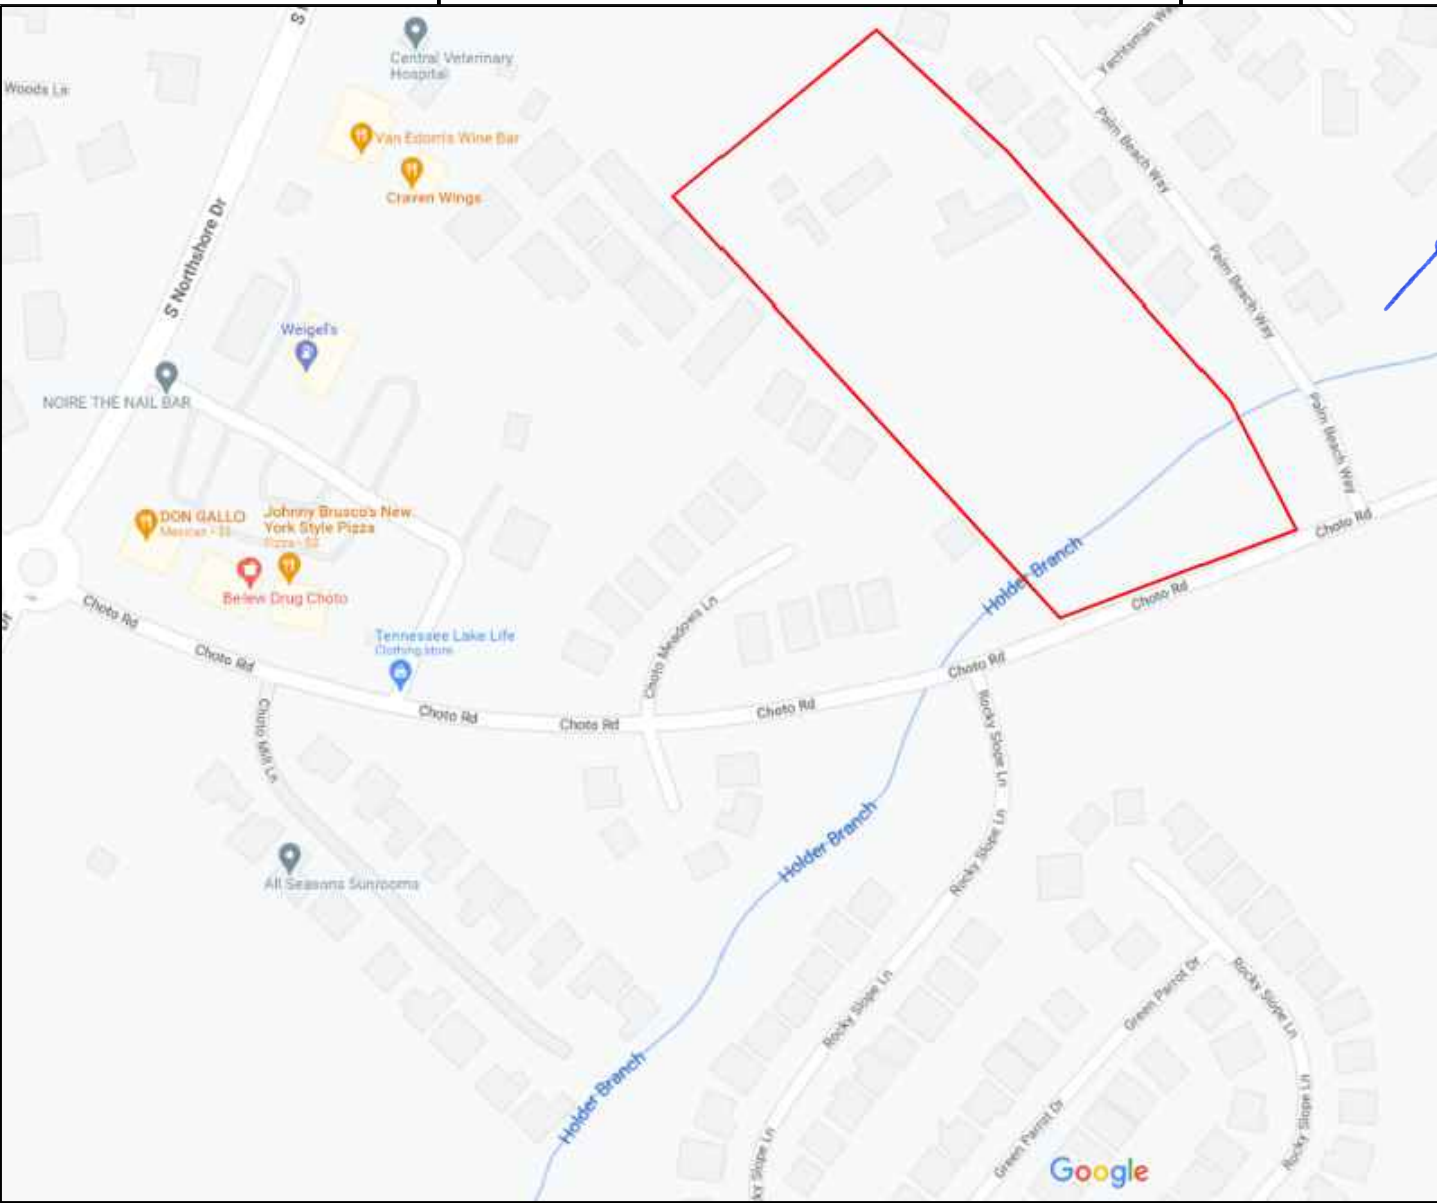 S
Central Veterinary
Hospital
Yachtsman Way
Woods Ln
Van Edom's Wine Bar
Craven Wings
Palm Beach Way
S Northshore Dr
Palm Beach Way
Weigel's
NOIRE THE NAIL BAR
Palm Beach Way
DON GALLO
Mexican • $$
Johnny Brusco's New
York Style Pizza
Pizza • $$
Choto Rd
Holder Branch
Belew Drug Choto
Choto Rd
Choto Rd
Dr
Choto Meadows Ln
Tennessee Lake Life
Clothing store
Choto Rd
Choto Rd
Choto Rd
Choto Rd
Choto Rd
Choto Mill Ln
Rocky Slope Ln
Holder Branch
Rocky Slope Ln
All Seasons Sunrooms
Rocky Slope Ln
Green Parrot Dr
Rocky Slope Ln
Holder Branch
Green Parrot Dr
Rocky Slope Ln
ky Slope Ln
Google